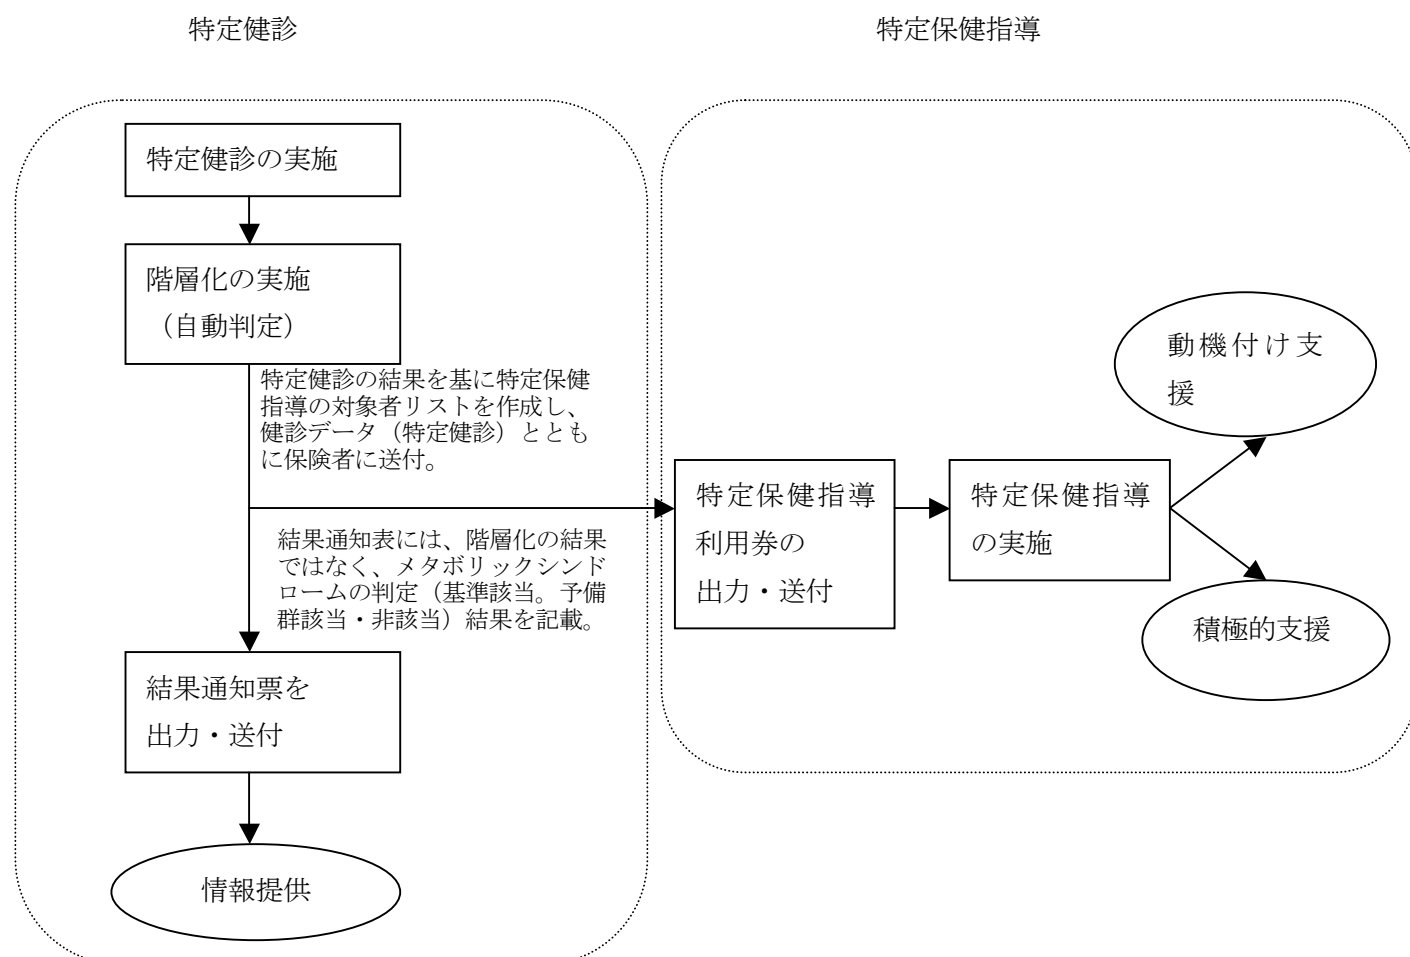 特定健診
特定保健指導
特定健診の実施
階層化の実施
（自動判定）
特定健診の結果を基に特定保健
指導の対象者リストを作成し、
健診データ（特定健診）ととも
に保険者に送付。
結果通知表には、階層化の結果
ではなく、メタボリックシンド
ロームの判定（基準該当。予備
群該当・非該当）結果を記載。
結果通知票を
出力・送付
情報提供
特定保健指導
利用券の
出力・送付
特定保健指導
の実施
動機付け支
援
積極的支援